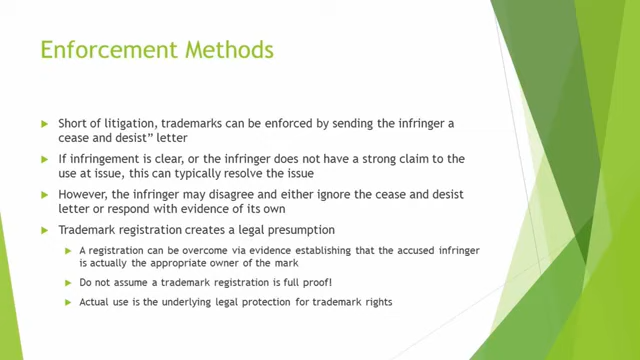 Enforcement Methods
Short of litigation, trademarks can be enforced by sending the infringer a
cease and desist” letter
If infringement is clear, or the infringer does not have a strong claim to the
use at issue, this can typically resolve the issue
However, the infringer may disagree and either ignore the cease and desist
letter or respond with evidence of its own
Trademark registration creates a legal presumption
A registration can be overcome via evidence establishing that the accused infringer
is actually the appropriate owner of the mark
Do not assume a trademark registration is full proof!
Actual use is the underlying legal protection for trademark rights